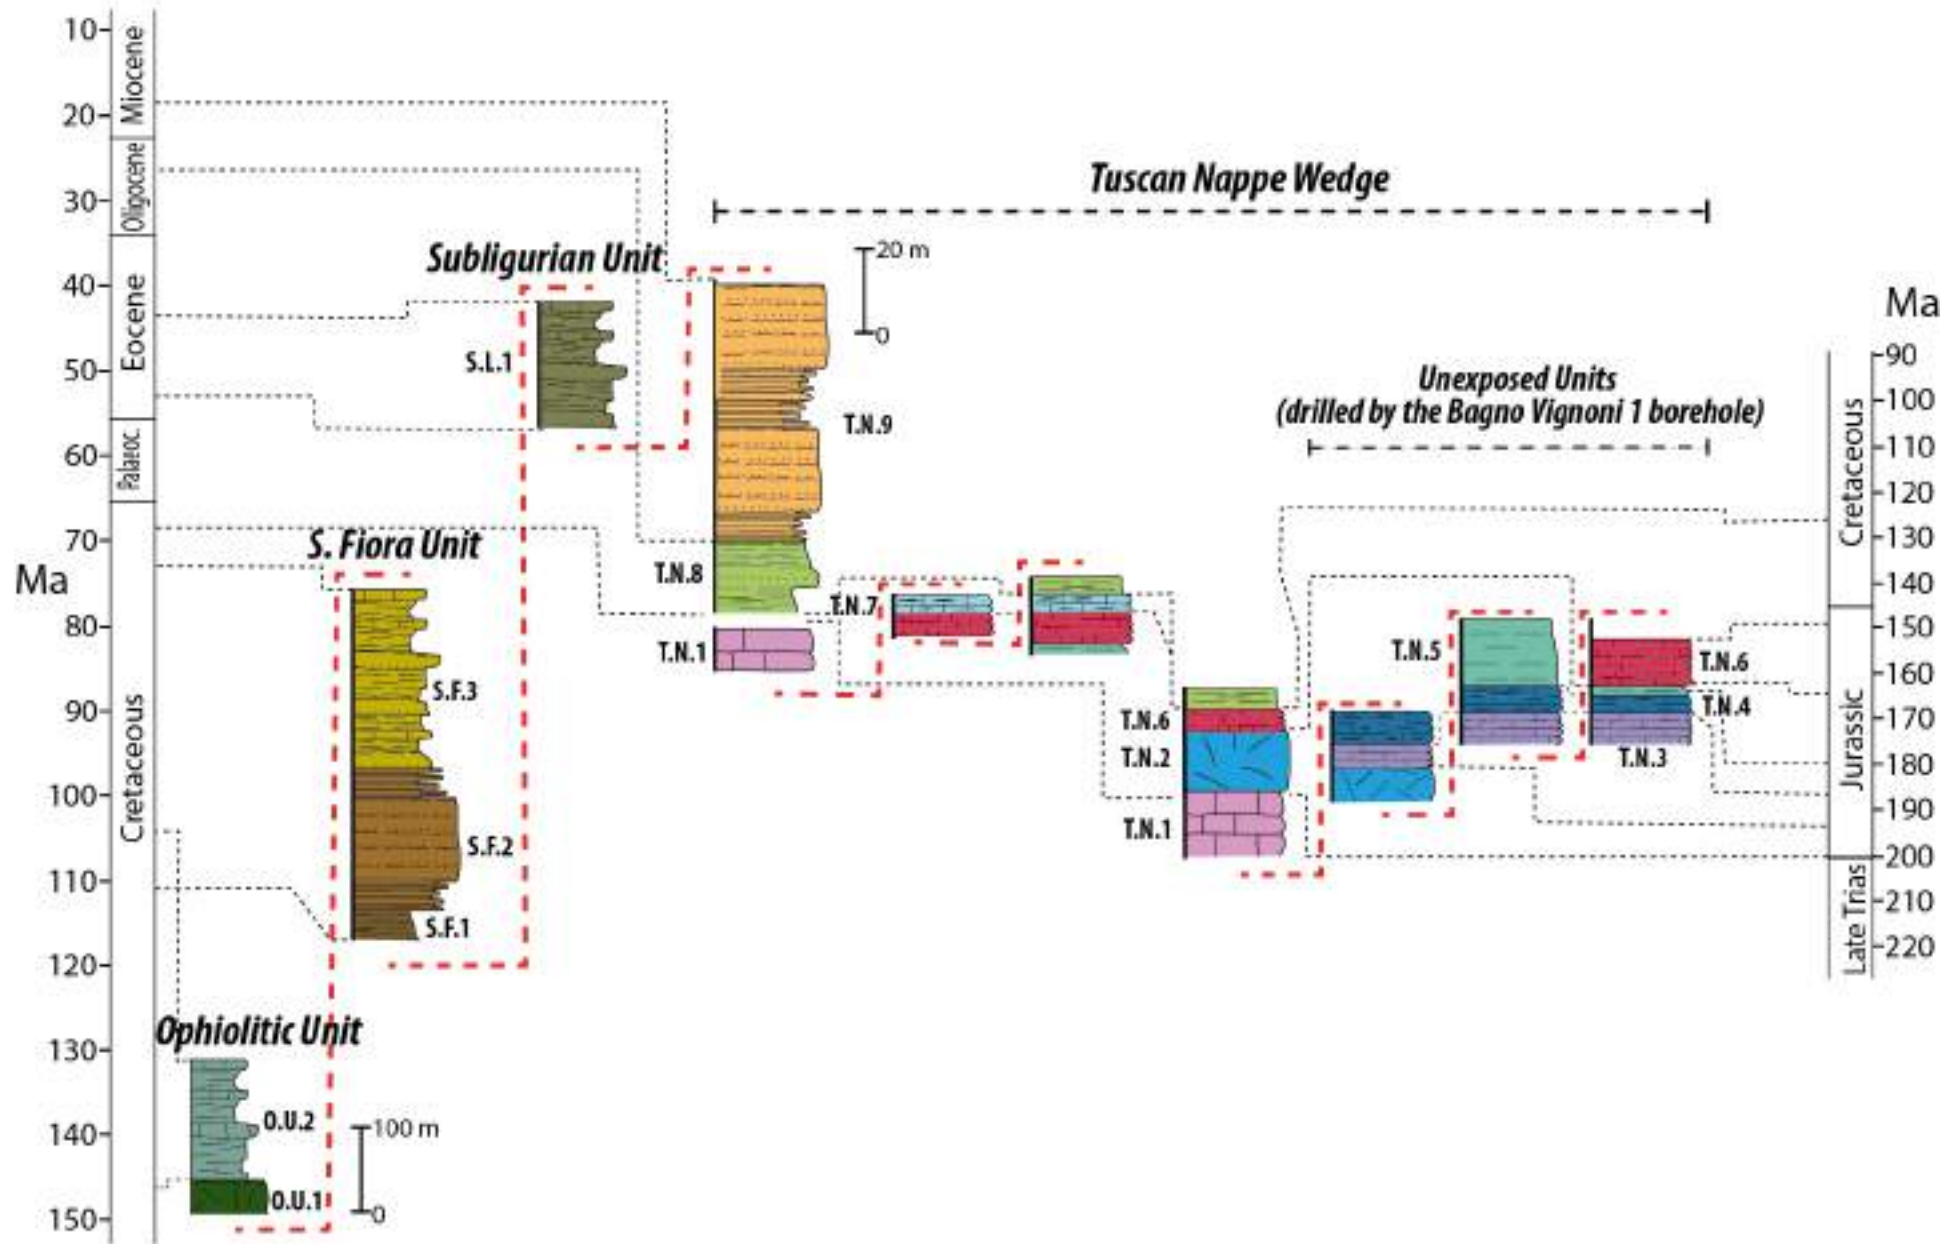 10
20
30
40
50
60
70
80
90
100
110
120
130
140
150
Ma
Miocene
Oligocene
Eocene
Palaeoc.
Cretaceous
Ophiolitic Unit
O.U.2
O.U.1
100 m
0
S. Fiora Unit
S.F.3
S.F.2
S.F.1
Subligurian Unit
S.L.1
Tuscan Nappe Wedge
20 m
0
T.N.9
T.N.8
T.N.1
T.N.7
T.N.6
T.N.2
T.N.1
Unexposed Units
(drilled by the Bagno Vignoni 1 borehole)
T.N.5
T.N.6
T.N.4
T.N.3
Ma
Cretaceous
Jurassic
Late Trias
90
100
110
120
130
140
150
160
170
180
190
200
210
220